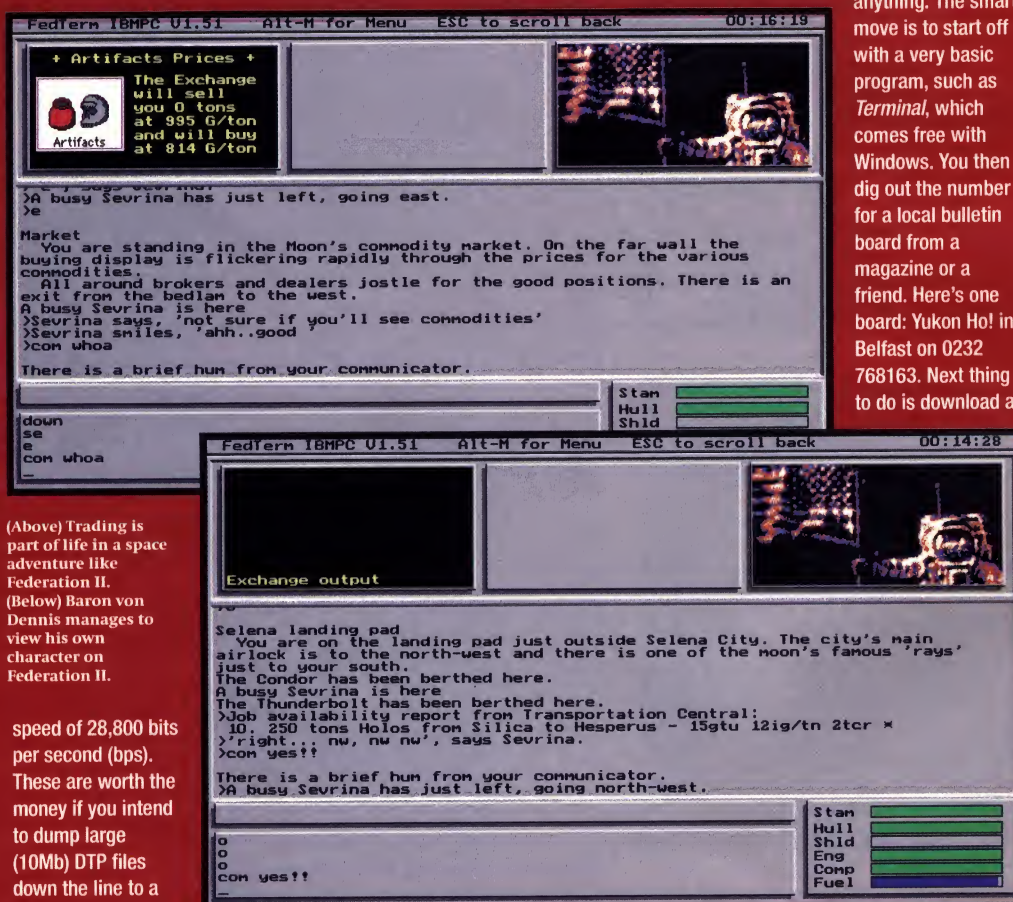 FedTerm IBMPC V1.51 Alt-M for Menu ESC to scroll back 00:16:19
+ Artifacts Prices +
The Exchange
will sell
you 0 tons
at 995 G/ton
and will buy
at 814 G/ton
Artifacts
>A busy Sevrina has just left, going east.
>e
Market
You are standing in the Moon's commodity market. On the far wall the
buying display is flickering rapidly through the prices for the various
commodities.
All around brokers and dealers jostle for the good positions. There is an
exit from the bedlam to the west.
A busy Sevrina is here
>Sevrina says, 'not sure if you'll see commodities'
>Sevrina smiles, 'ahh..good '
>com whoa
There is a brief hum from your communicator.
Stam
Hull
Shld
down
se
e
com whoa
_
anything. The smart
move is to start off
with a very basic
program, such as
Terminal, which
comes free with
Windows. You then
dig out the number
for a local bulletin
board from a
magazine or a
friend. Here's one
board: Yukon Ho! in
Belfast on 0232
768163. Next thing
to do is download a
(Above) Trading is
part of life in a space
adventure like
Federation II.
(Below) Baron von
Dennis manages to
view his own
character on
Federation II.
speed of 28,800 bits
per second (bps).
These are worth the
money if you intend
to dump large
(10Mb) DTP files
down the line to a
FedTerm IBMPC V1.51 Alt-M for Menu ESC to scroll back 00:14:28
Exchange output
Selena landing pad
You are on the landing pad just outside Selena City. The city's main
airlock is to the north-west and there is one of the moon's famous 'rays'
just to your south.
The Condor has been berthed here.
A busy Sevrina is here
The Thunderbolt has been berthed here.
>Job availability report from Transportation Central:
10. 250 tons Holos from Silica to Hesperus - 15gtu 12ig/tn 2tcr *
>'right... nw, nw nw', says Sevrina.
>com yes!!
There is a brief hum from your communicator.
>A busy Sevrina has just left, going north-west.
Stam
Hull
Shld
Eng
Comp
Fuel
o
o
o
com yes!!
_